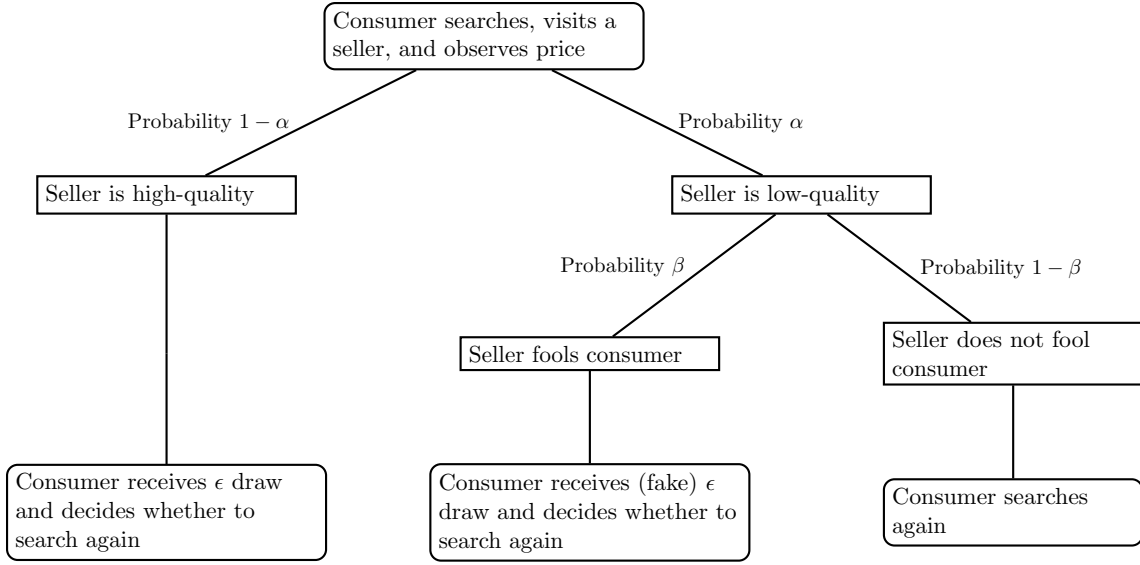 Consumer searches, visits a
seller, and observes price
Probability 1 − α
Probability α
Seller is high-quality
Seller is low-quality
Probability β
Probability 1 − β
Seller fools consumer
Seller does not fool
consumer
Consumer receives ϵ draw
and decides whether to
search again
Consumer receives (fake) ϵ
draw and decides whether to
search again
Consumer searches
again